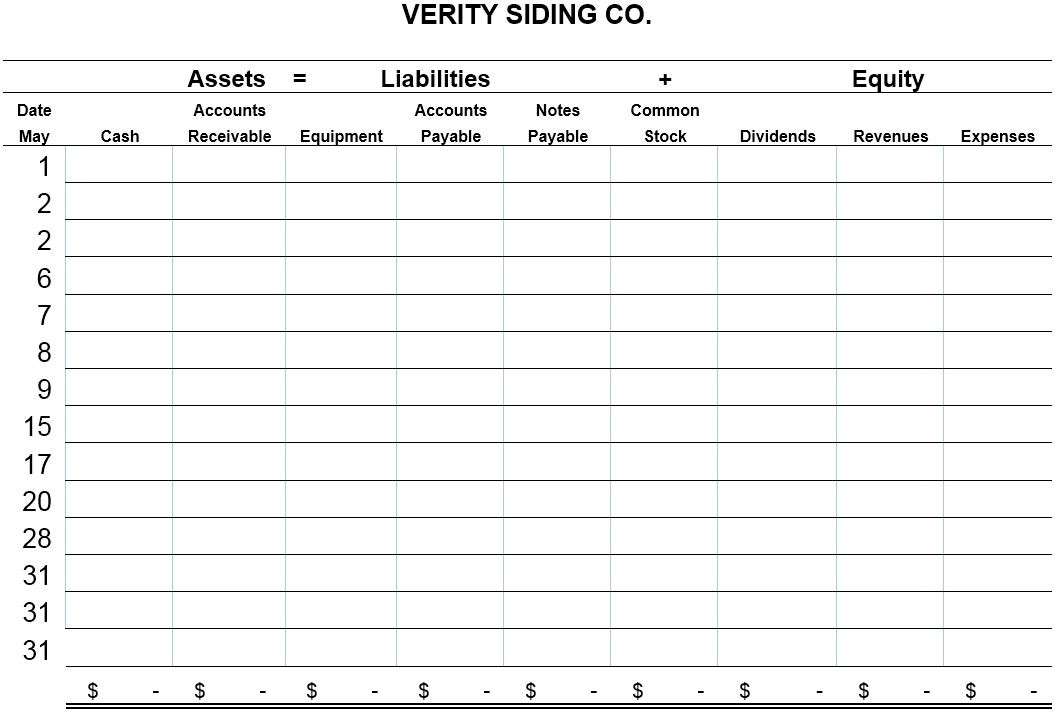 VERITY SIDING CO.
Assets = Liabilities + Equity
Date Accounts Accounts Notes Common
May Cash Receivable Equipment Payable Payable Stock Dividends Revenues Expenses
1
2
2
6
7
8
9
15
17
20
28
31
31
31
$ - $ - $ - $ - $ - $ - $ - $ - $ -